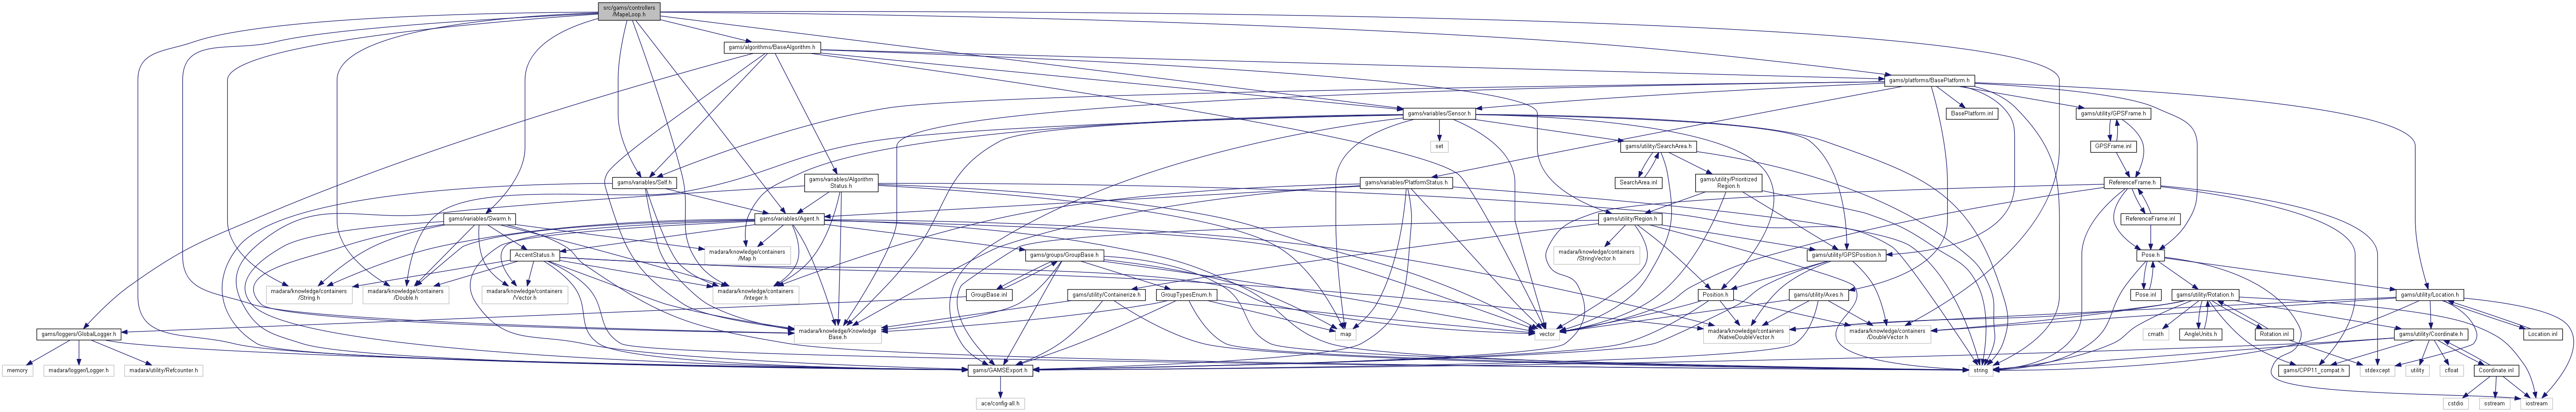 src/gams/controllers
/MapeLoop.h
gams/algorithms/BaseAlgorithm.h
gams/platforms/BasePlatform.h
gams/variables/Sensor.h
BasePlatform.inl
gams/utility/GPSFrame.h
set
gams/utility/SearchArea.h
GPSFrame.inl
gams/variables/Self.h
gams/variables/Algorithm
Status.h
gams/variables/PlatformStatus.h
SearchArea.inl
gams/utility/Prioritized
Region.h
ReferenceFrame.h
gams/variables/Swarm.h
gams/variables/Agent.h
gams/utility/Region.h
ReferenceFrame.inl
AccentStatus.h
madara/knowledge/containers
/Map.h
gams/groups/GroupBase.h
madara/knowledge/containers
/StringVector.h
gams/utility/GPSPosition.h
Pose.h
madara/knowledge/containers
/String.h
madara/knowledge/containers
/Double.h
madara/knowledge/containers
/Vector.h
madara/knowledge/containers
/Integer.h
GroupBase.inl
gams/utility/Containerize.h
GroupTypesEnum.h
Position.h
gams/utility/Axes.h
Pose.inl
gams/utility/Rotation.h
gams/utility/Location.h
gams/loggers/GlobalLogger.h
madara/knowledge/Knowledge
Base.h
map
vector
madara/knowledge/containers
/NativeDoubleVector.h
madara/knowledge/containers
/DoubleVector.h
cmath
AngleUnits.h
Rotation.inl
gams/utility/Coordinate.h
Location.inl
memory
madara/logger/Logger.h
madara/utility/Refcounter.h
gams/GAMSExport.h
string
gams/CPP11_compat.h
stdexcept
utility
cfloat
Coordinate.inl
ace/config-all.h
cstdio
sstream
iostream